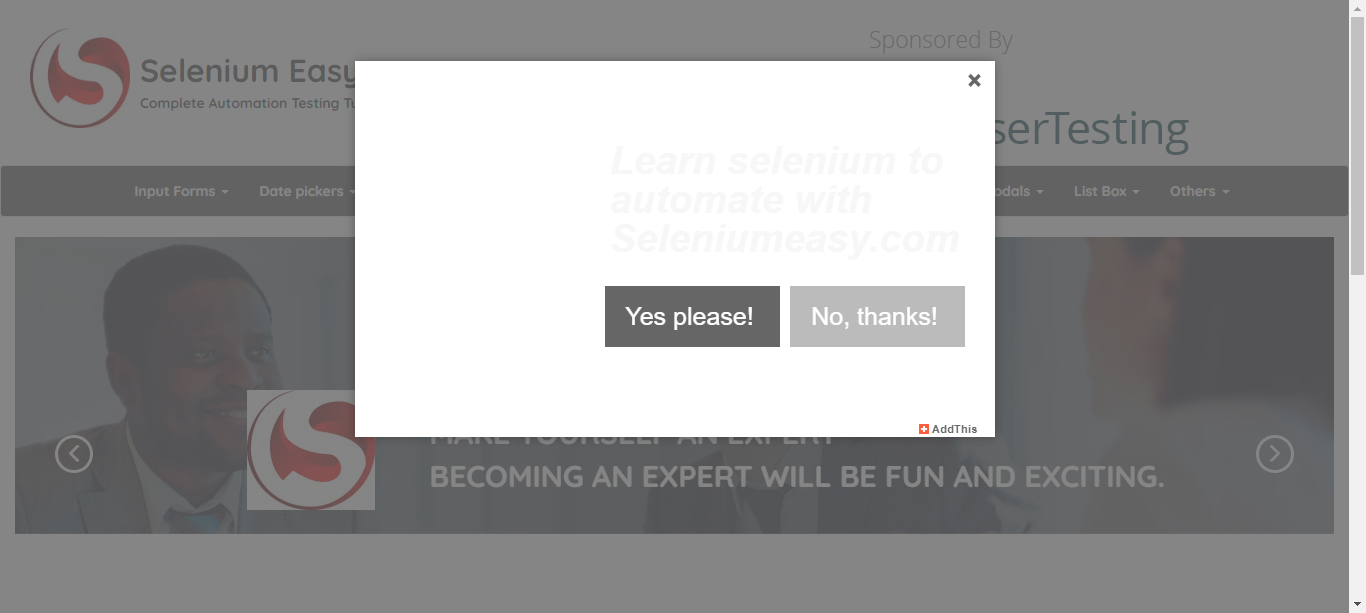 Sponsored By
Selenium Easy
Complete Automation Testing
serTesting
Input Forms
Date pickers
List Box
Others
Learn selenium to
automate with
Seleniumeasy.com
Yes please!
No, thanks!
AddThis
MAKE YOURSELF AN EXPERT
BECOMING AN EXPERT WILL BE FUN AND EXCITING.